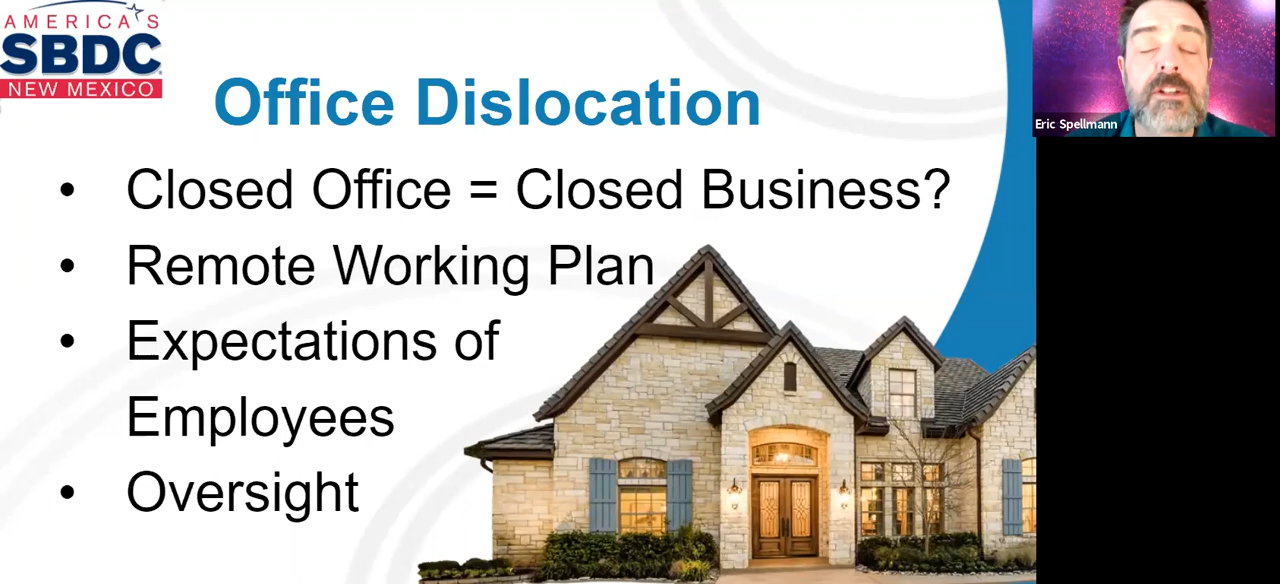 AMERICA'S
SBDC
NEW MEXICO
Office Dislocation
• Closed Office = Closed Business?
• Remote Working Plan
• Expectations of
Employees
• Oversight
Eric Spellmann